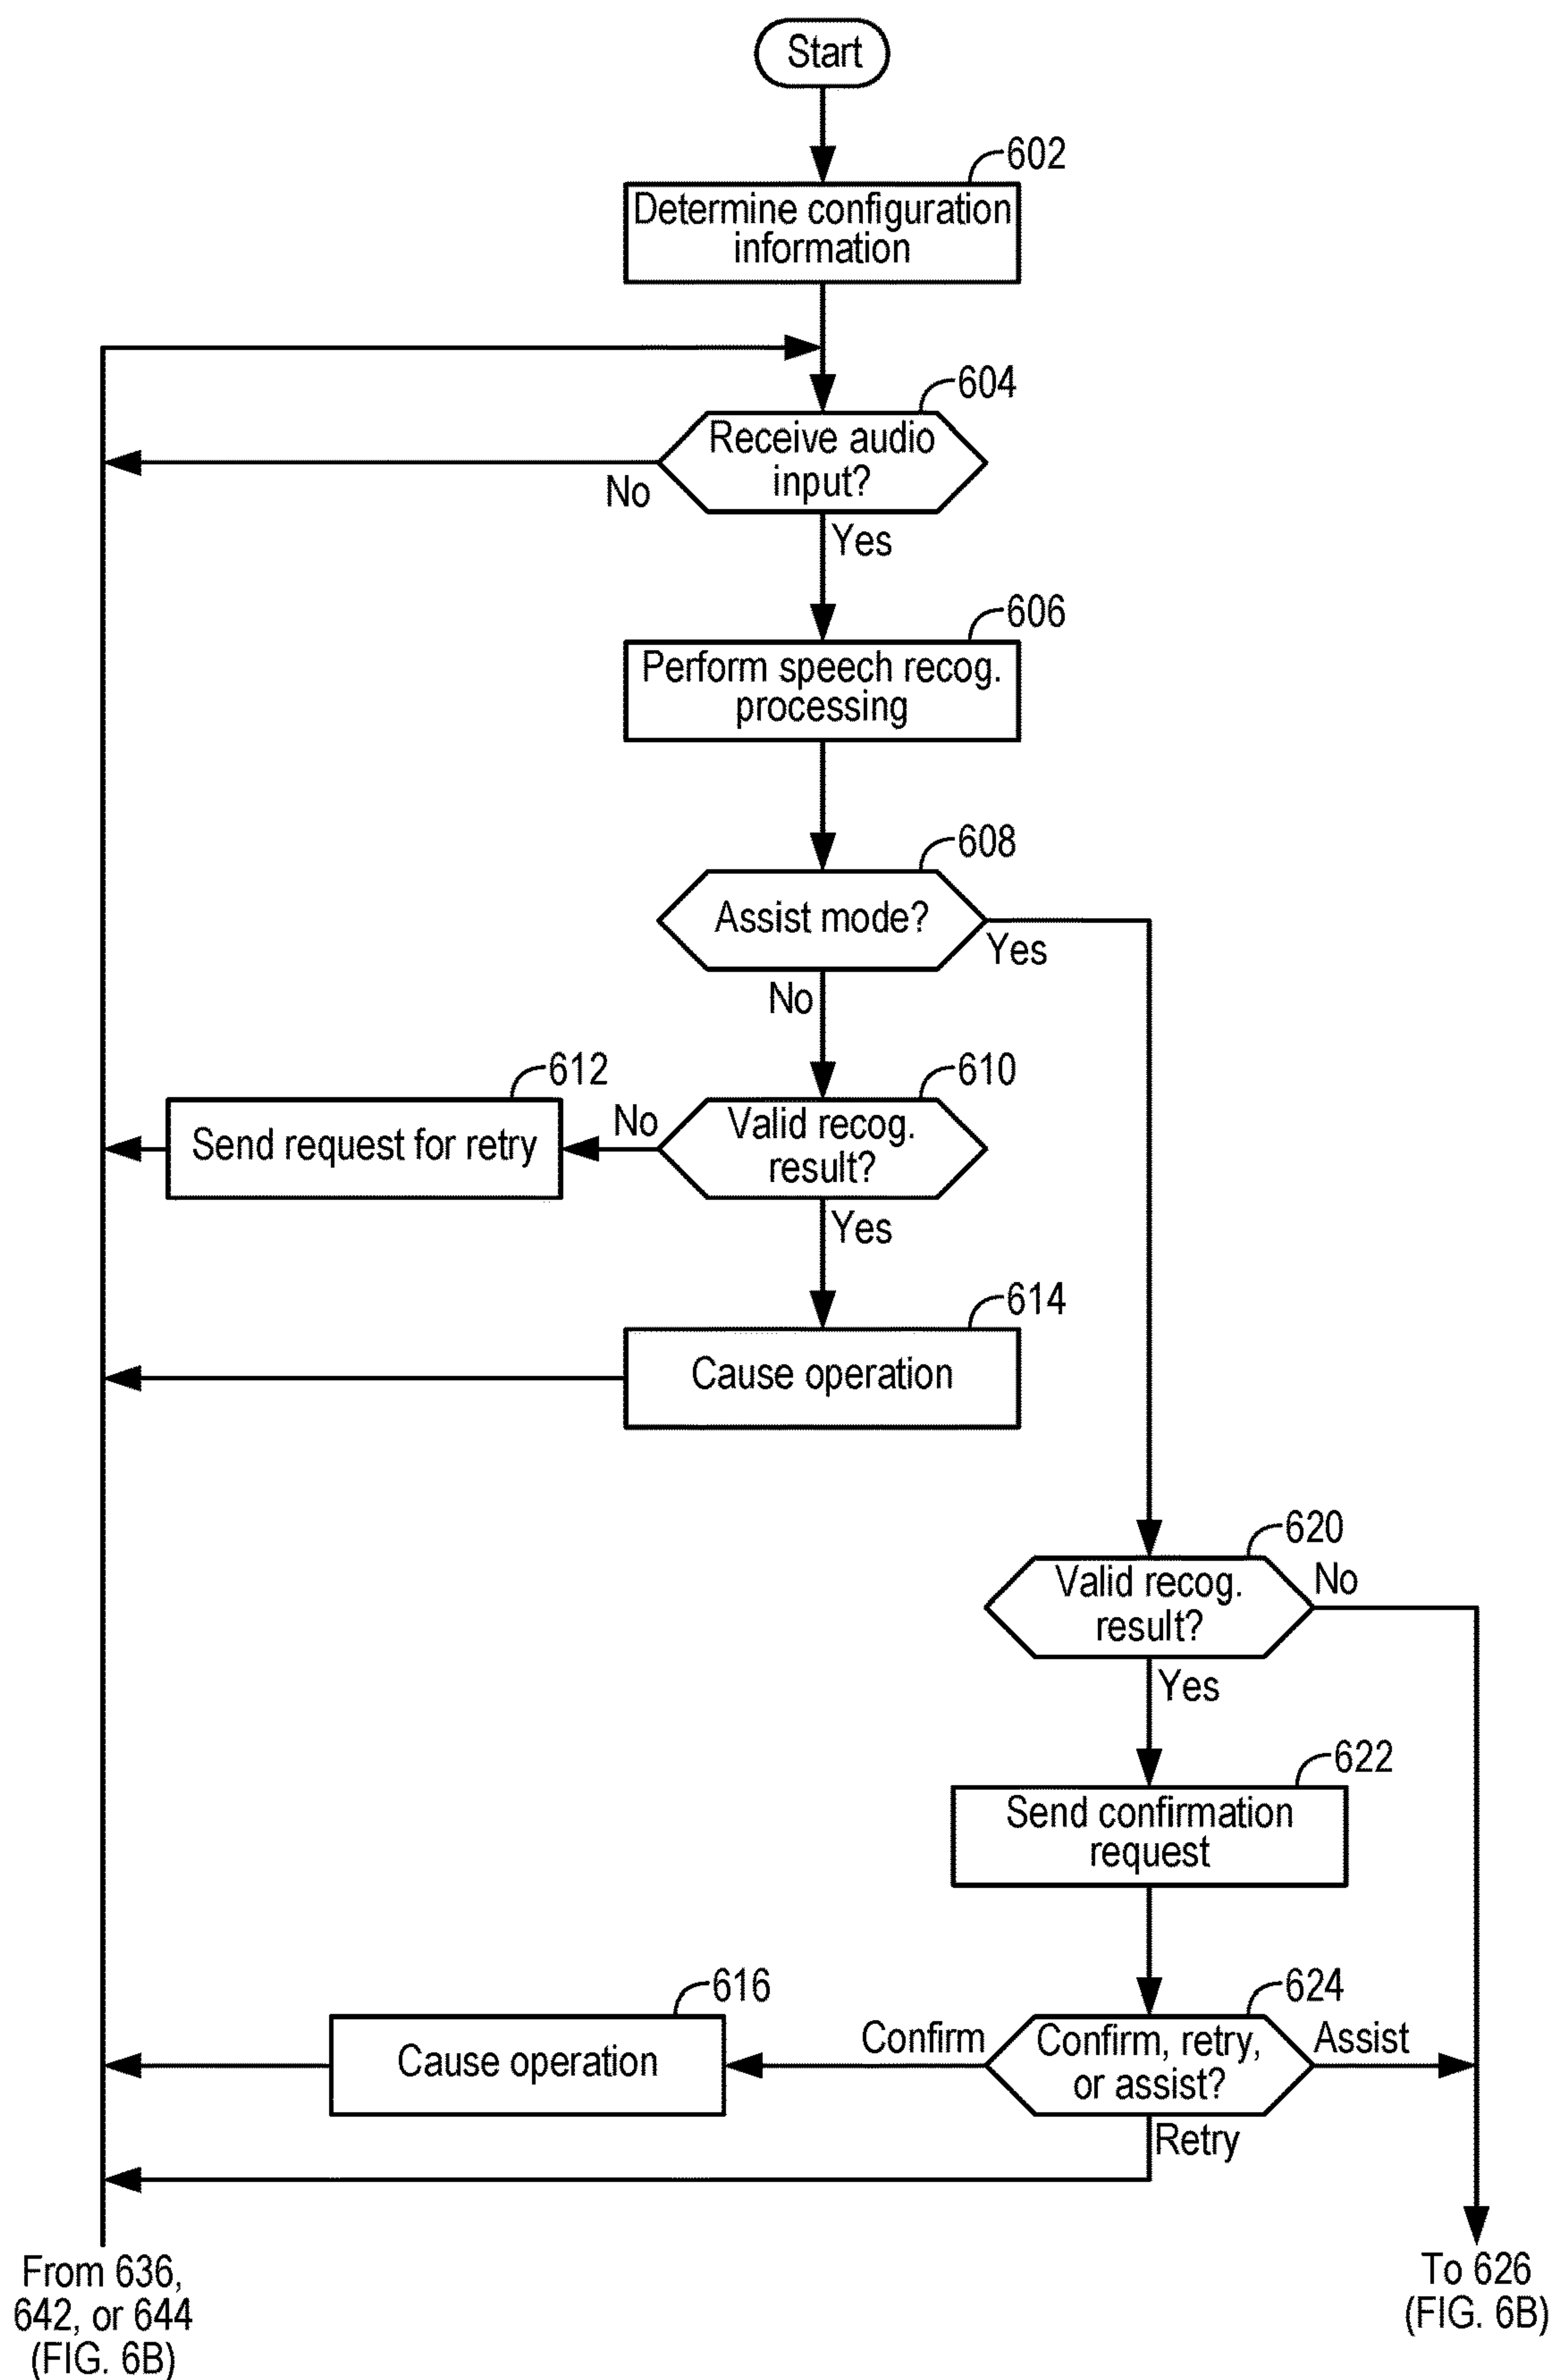 Start
602
Determine configuration
information
604
Receive audio
input?
No
Yes
606
Perform speech recog.
processing
608
Assist mode?
Yes
No
612
610
Send request for retry
No
Valid recog.
result?
Yes
614
Cause operation
620
Valid recog.
result?
No
Yes
622
Send confirmation
request
616
624
Cause operation
Confirm
Confirm, retry,
or assist?
Assist
Retry
From 636,
642, or 644
(FIG. 6B)
To 626
(FIG. 6B)